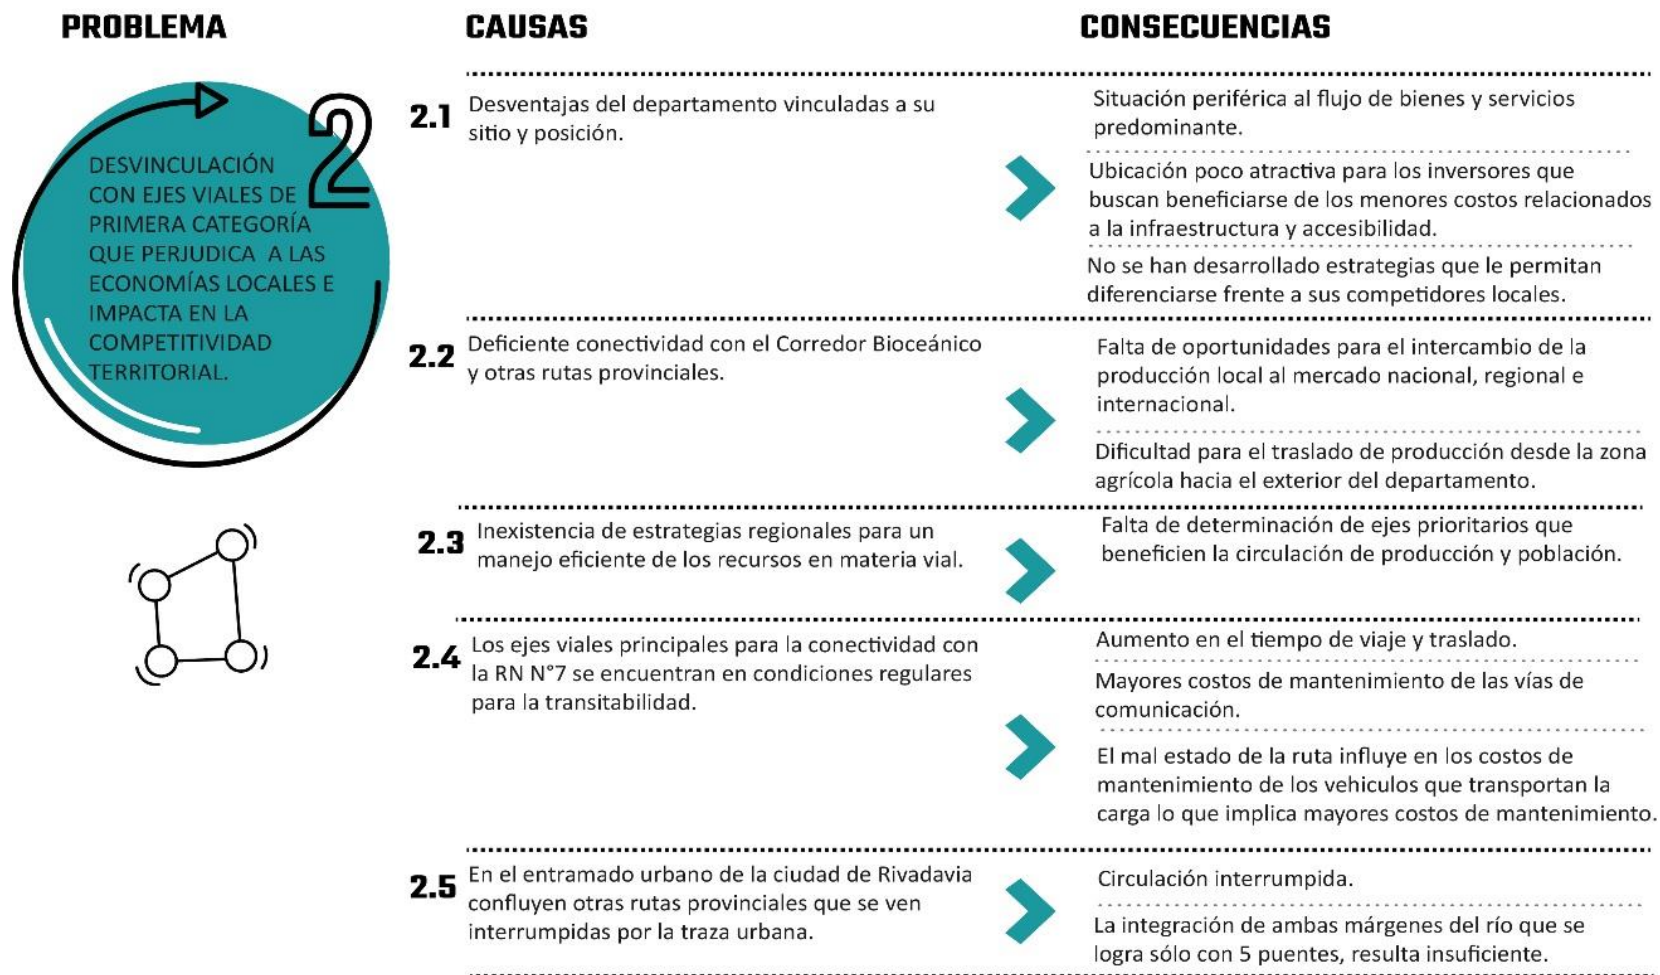 PROBLEMA
CAUSAS
CONSECUENCIAS
2
DESVINCULACIÓN
CON EJES VIALES DE
PRIMERA CATEGORÍA
QUE PERJUDICA A LAS
ECONOMÍAS LOCALES E
IMPACTA EN LA
COMPETITIVIDAD
TERRITORIAL.
2.1
Desventajas del departamento vinculadas a su
sitio y posición.
Situación periférica al flujo de bienes y servicios
predominante.
Ubicación poco atractiva para los inversores que
buscan beneficiarse de los menores costos relacionados
a la infraestructura y accesibilidad.
No se han desarrollado estrategias que le permitan
diferenciarse frente a sus competidores locales.
2.2
Deficiente conectividad con el Corredor Bioceánico
y otras rutas provinciales.
Falta de oportunidades para el intercambio de la
producción local al mercado nacional, regional e
internacional.
Dificultad para el traslado de producción desde la zona
agrícola hacia el exterior del departamento.
2.3
Inexistencia de estrategias regionales para un
manejo eficiente de los recursos en materia vial.
Falta de determinación de ejes prioritarios que
beneficien la circulación de producción y población.
2.4
Los ejes viales principales para la conectividad con
la RN N°7 se encuentran en condiciones regulares
para la transitabilidad.
Aumento en el tiempo de viaje y traslado.
Mayores costos de mantenimiento de las vías de
comunicación.
El mal estado de la ruta influye en los costos de
mantenimiento de los vehiculos que transportan la
carga lo que implica mayores costos de mantenimiento.
2.5
En el entramado urbano de la ciudad de Rivadavia
confluyen otras rutas provinciales que se ven
interrumpidas por la traza urbana.
Circulación interrumpida.
La integración de ambas márgenes del río que se
logra sólo con 5 puentes, resulta insuficiente.